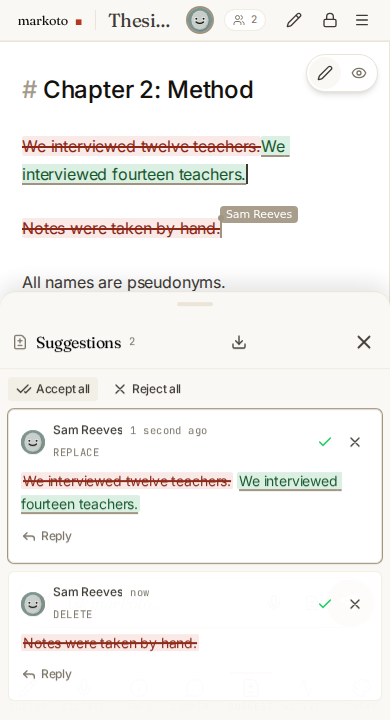 markoto
Thesi...
2
# Chapter 2: Method
We interviewed twelve teachers. We
interviewed fourteen teachers.
Sam Reeves
Notes were taken by hand.
All names are pseudonyms.
Suggestions 2
Accept all
Reject all
Sam Reeves 1 second ago
REPLACE
We interviewed twelve teachers. We interviewed
fourteen teachers.
Reply
Sam Reeves now
DELETE
Notes were taken by hand.
Reply